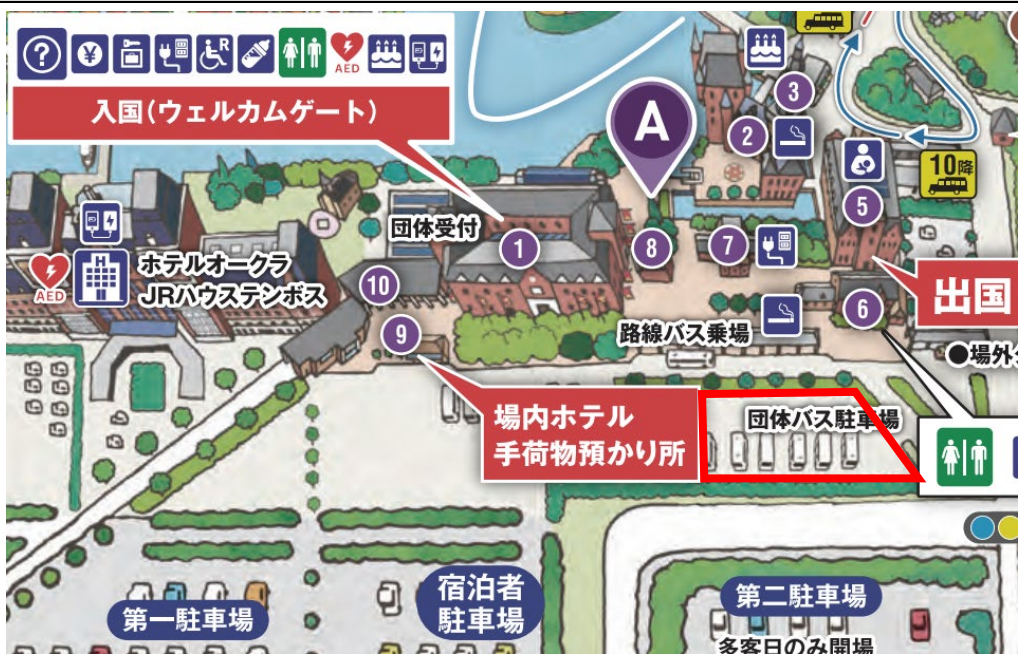 ?
¥
R
AED
入国(ウェルカムゲート)
A
3
2
10降
5
団体受付
1
8
7
ホテルオークラ
JRハウステンボス
AED
10
9
6
出国
路線バス乗場
●場外
場内ホテル
手荷物預かり所
団体バス駐車場
H
第一駐車場
宿泊者
駐車場
第二駐車場
多客日のみ開場